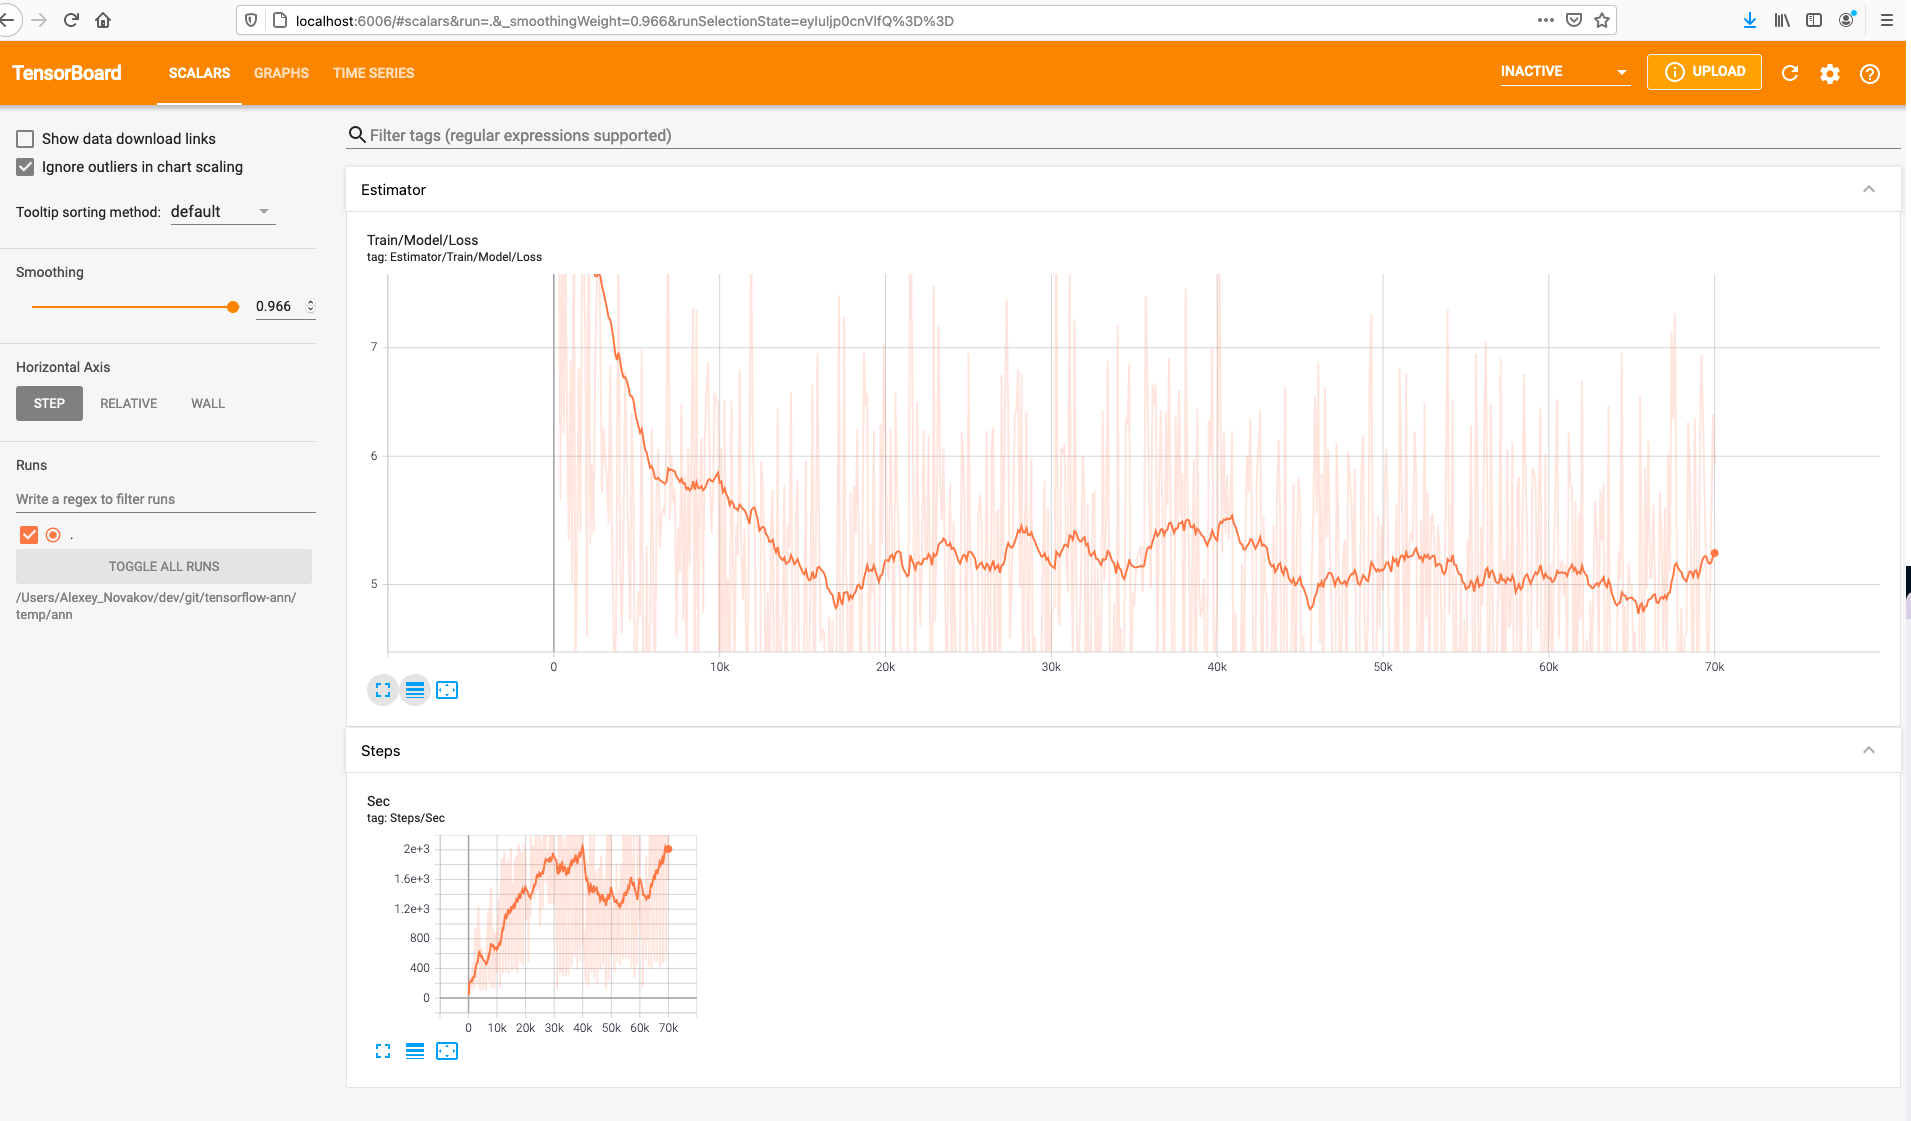 localhost:6006/#scalars&run=.&_smoothingWeight=0.966&runSelectionState=eyIuIjp0cnVlfQ%3D%3D
TensorBoard
SCALARS
GRAPHS
TIME SERIES
INACTIVE
UPLOAD
Show data download links
Ignore outliers in chart scaling
Tooltip sorting method: default
Smoothing
0.966
Horizontal Axis
STEP
RELATIVE
WALL
Runs
Write a regex to filter runs
.
TOGGLE ALL RUNS
/Users/Alexey_Novakov/dev/git/tensorflow-ann/
temp/ann
Filter tags (regular expressions supported)
Estimator
Train/Model/Loss
tag: Estimator/Train/Model/Loss
7
6
5
0 10k 20k 30k 40k 50k 60k 70k
Steps
Sec
tag: Steps/Sec
2e+3
1.6e+3
1.2e+3
800
400
0
0 10k 20k 30k 40k 50k 60k 70k